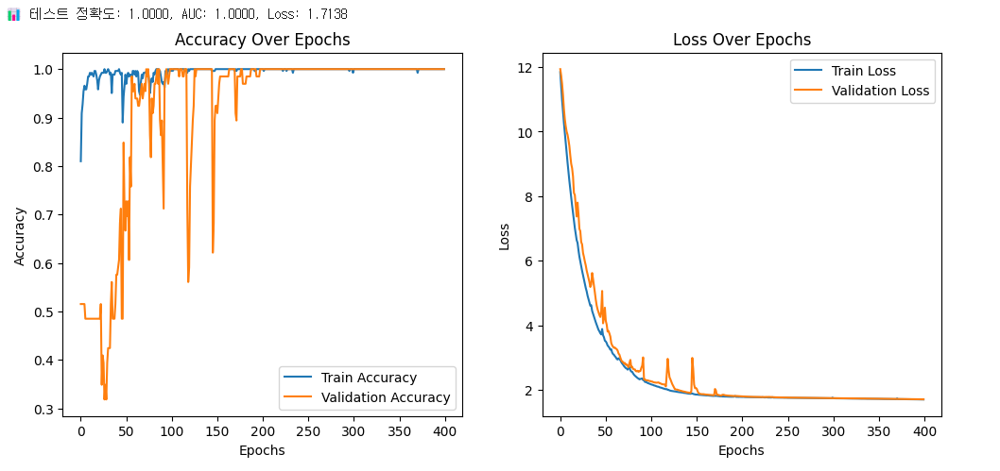 📊 테스트 정확도: 1.0000, AUC: 1.0000, Loss: 1.7138
Accuracy Over Epochs
1.0
0.9
0.8
0.7
0.6
0.5
0.4
0.3
Accuracy
Train Accuracy
Validation Accuracy
0 50 100 150 200 250 300 350 400
Epochs
Loss Over Epochs
12
10
8
6
4
2
Loss
Train Loss
Validation Loss
0 50 100 150 200 250 300 350 400
Epochs